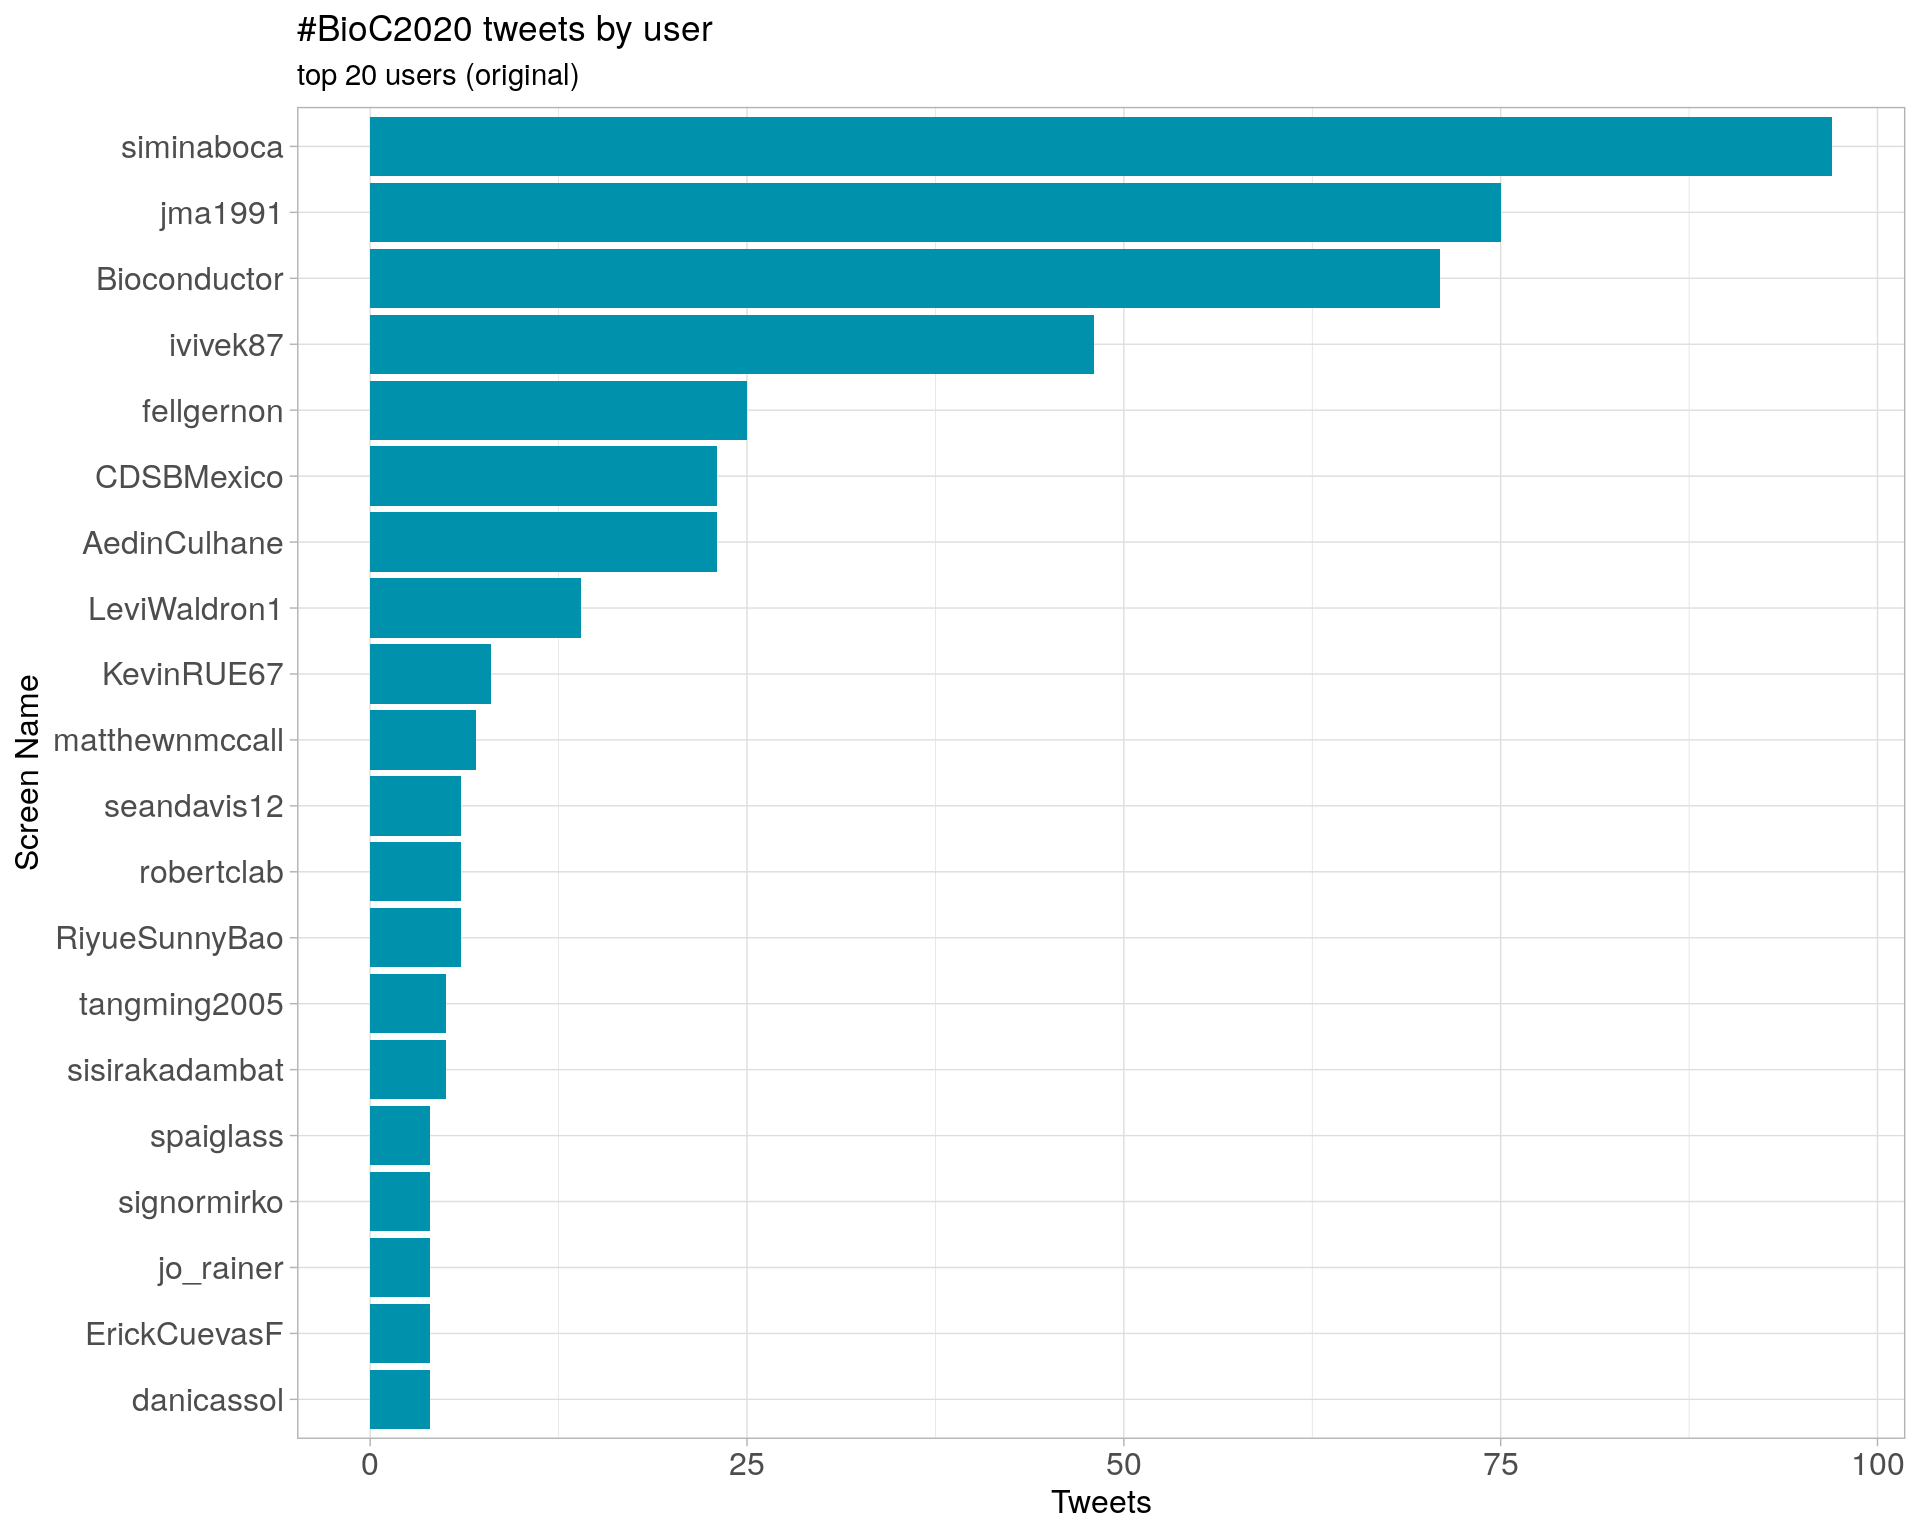 #BioC2020 tweets by user
top 20 users (original)
siminaboca
jma1991
Bioconductor
ivivek87
fellgernon
CDSBMexico
AedinCulhane
LeviWaldron1
KevinRUE67
matthewnmccall
seandavis12
robertclab
RiyueSunnyBao
tangming2005
sisirakadambat
spaiglass
signormirko
jo_rainer
ErickCuevasF
danicassol
Screen Name
0 25 50 75 100
Tweets